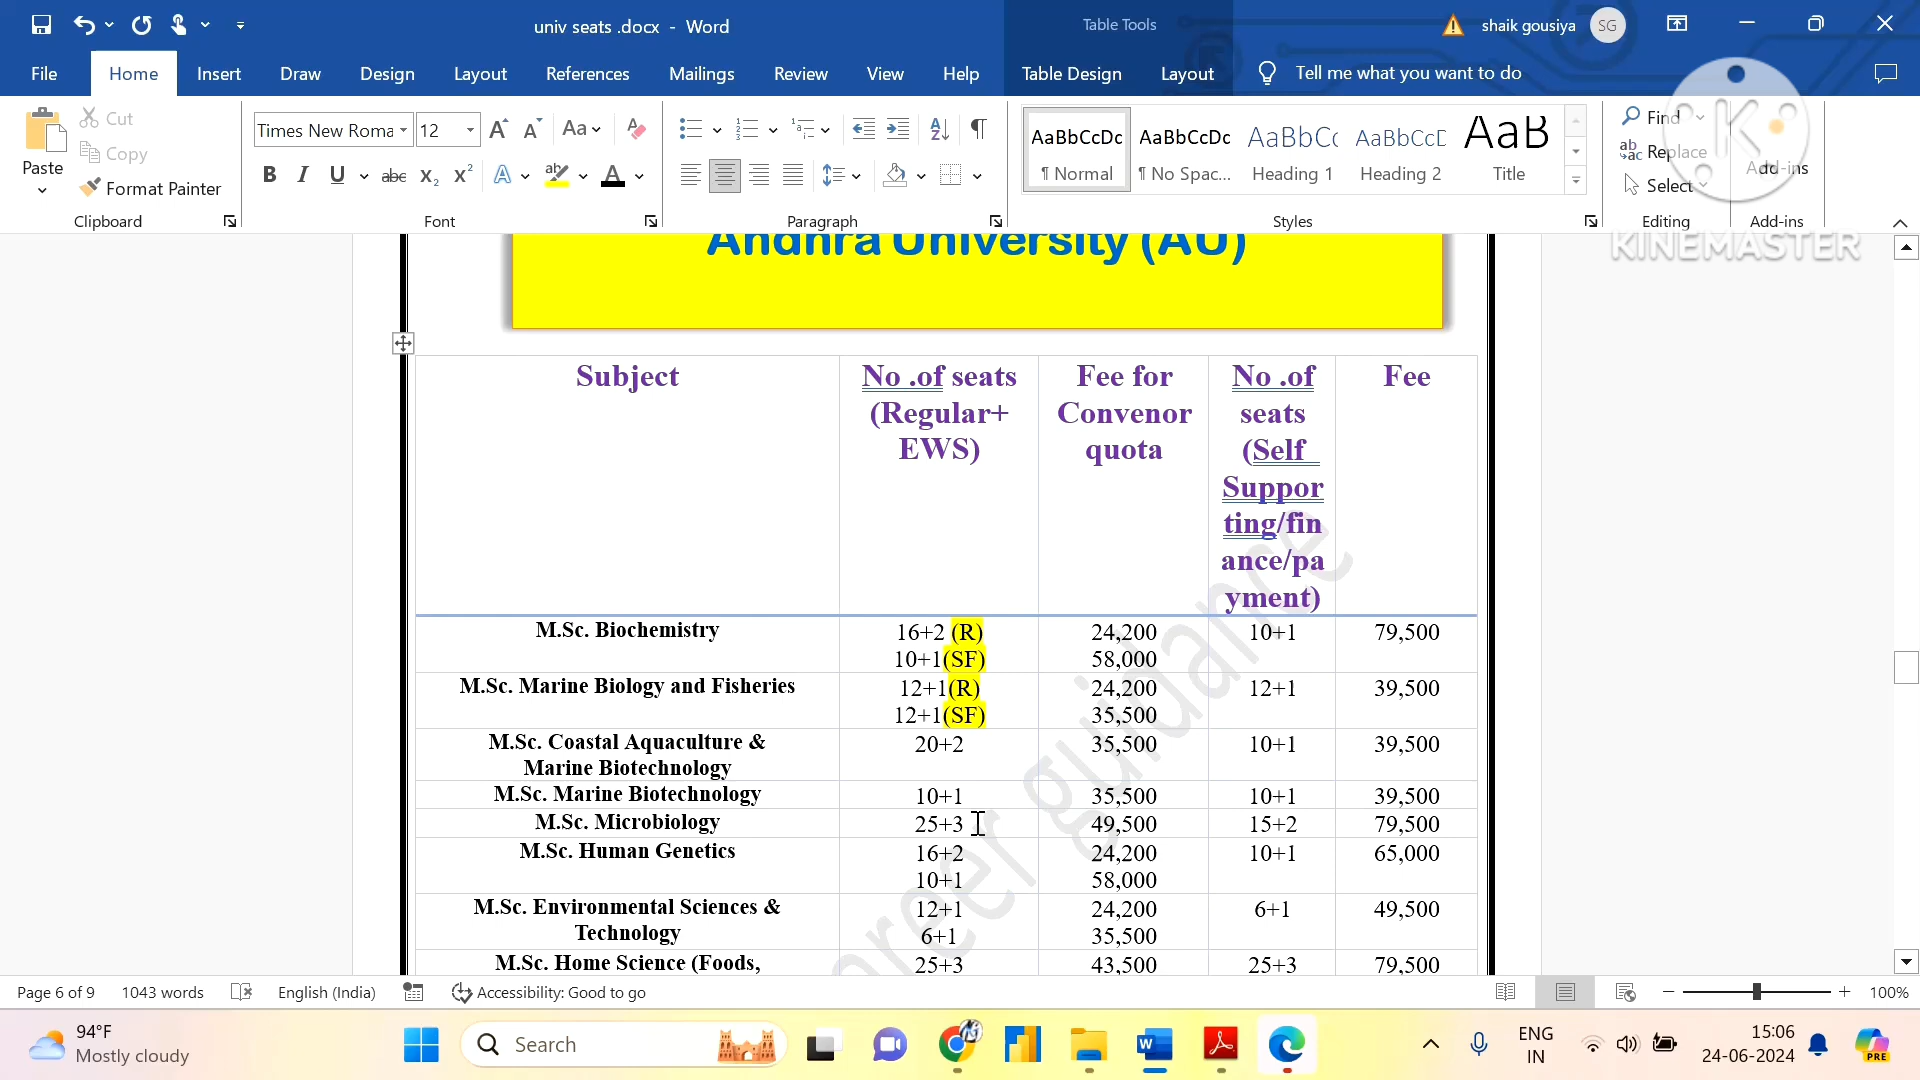 univ seats .docx - Word
Table Tools
shaik gousiya
SG
File
Home
Insert
Draw
Design
Layout
References
Mailings
Review
View
Help
Table Design
Layout
Tell me what you want to do
Paste
Cut
Copy
Format Painter
Clipboard
Times New Roma
12
Font
Paragraph
AaBbCcDc
¶ Normal
AaBbCcDc
¶ No Spac...
AaBbCc
Heading 1
AaBbCcD
Heading 2
AaB
Title
Styles
Find
Replace
Select
Editing
Add-ins
Add-ins
KINEMASTER
Andhra University (AU)
Subject
No .of seats
(Regular+
EWS)
Fee for
Convenor
quota
No .of
seats
(Self
Suppor
ting/fin
ance/pa
yment)
Fee
M.Sc. Biochemistry
16+2 (R)
10+1(SF)
24,200
58,000
10+1
79,500
M.Sc. Marine Biology and Fisheries
12+1(R)
12+1(SF)
24,200
35,500
12+1
39,500
M.Sc. Coastal Aquaculture &
Marine Biotechnology
20+2
35,500
10+1
39,500
M.Sc. Marine Biotechnology
10+1
35,500
10+1
39,500
M.Sc. Microbiology
25+3
49,500
15+2
79,500
M.Sc. Human Genetics
16+2
10+1
24,200
58,000
10+1
65,000
M.Sc. Environmental Sciences &
Technology
12+1
6+1
24,200
35,500
6+1
49,500
M.Sc. Home Science (Foods,
25+3
43,500
25+3
79,500
career guidance
Page 6 of 9
1043 words
English (India)
Accessibility: Good to go
100%
94°F
Mostly cloudy
Search
ENG
IN
15:06
24-06-2024
PRE